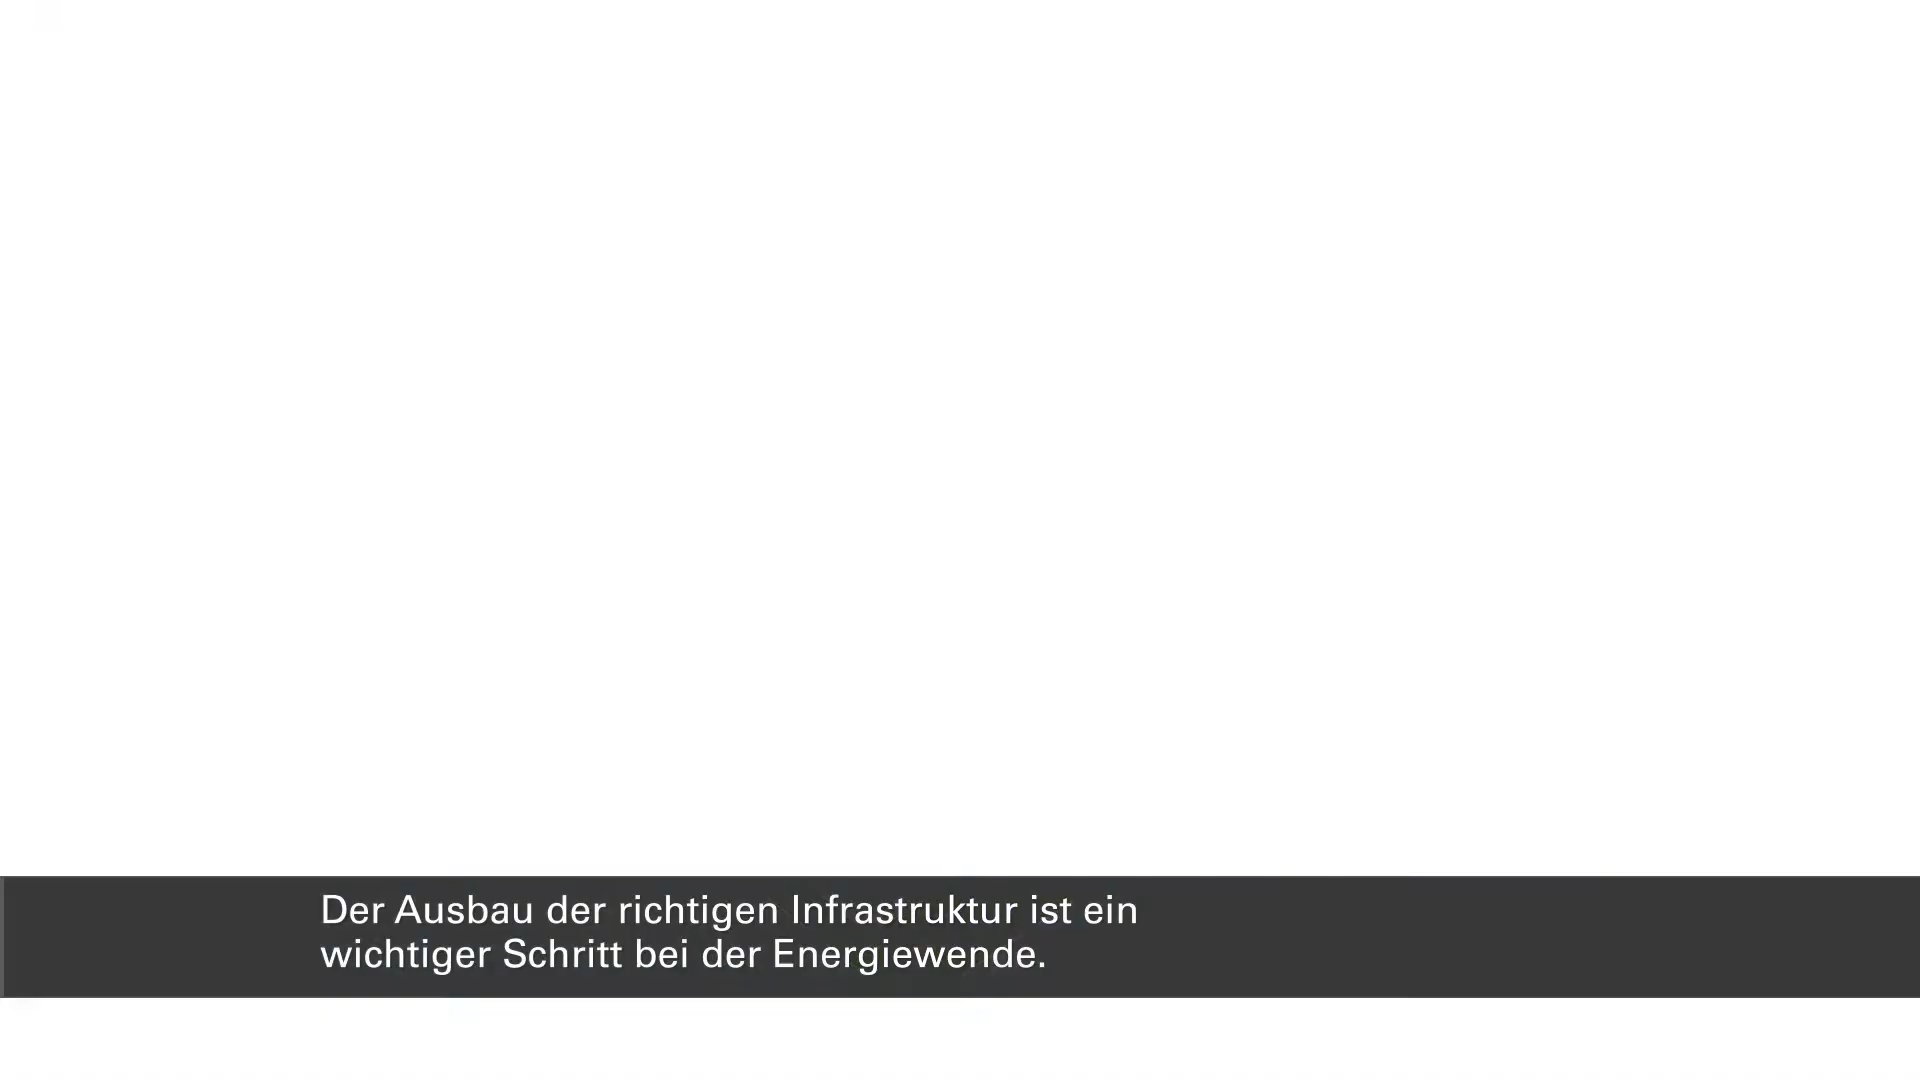 Der Ausbau der richtigen Infrastruktur ist ein
wichtiger Schritt bei der Energiewende.